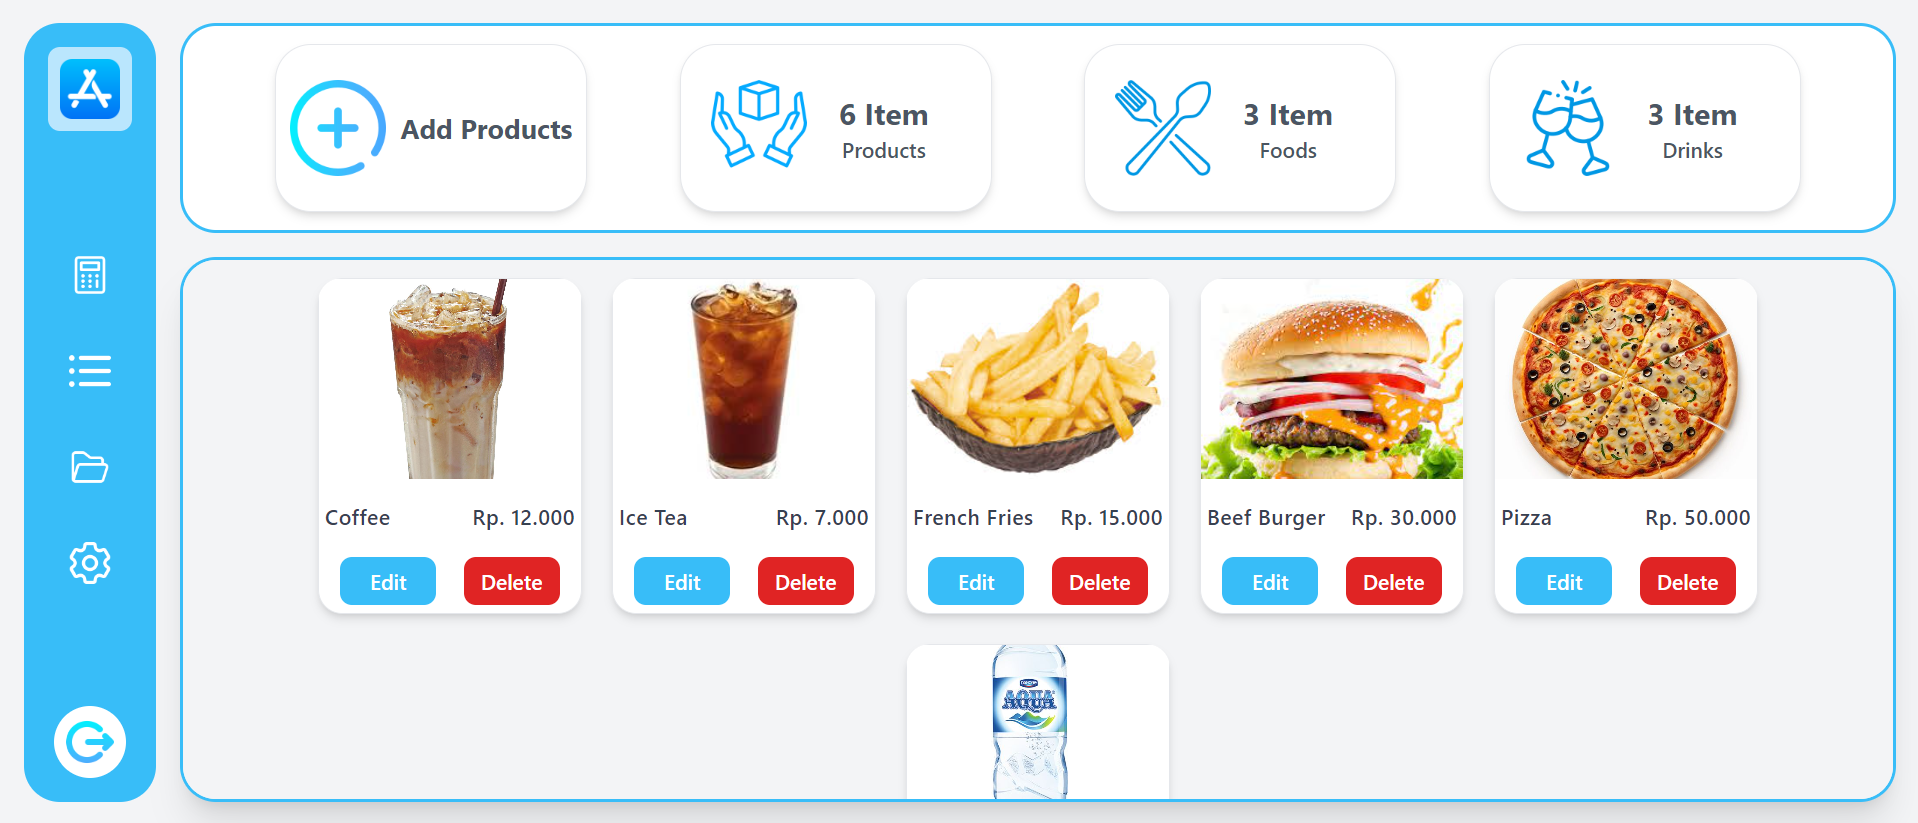 Add Products
6 Item
Products
3 Item
Foods
3 Item
Drinks
Coffee Rp. 12.000
Edit Delete
Ice Tea Rp. 7.000
Edit Delete
French Fries Rp. 15.000
Edit Delete
Beef Burger Rp. 30.000
Edit Delete
Pizza Rp. 50.000
Edit Delete
AQUA